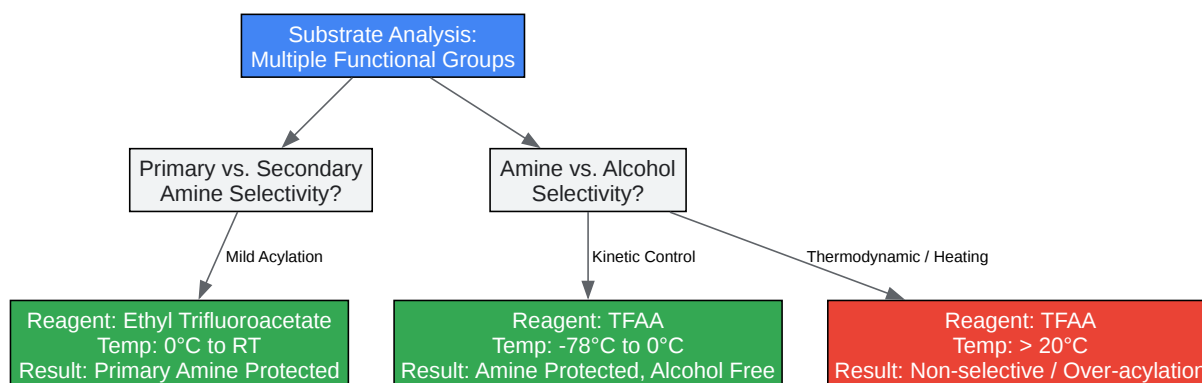 Substrate Analysis:
Multiple Functional Groups
Primary vs. Secondary
Amine Selectivity?
Amine vs. Alcohol
Selectivity?
Mild Acylation
Kinetic Control
Thermodynamic / Heating
Reagent: Ethyl Trifluoroacetate
Temp: 0°C to RT
Result: Primary Amine Protected
Reagent: TFAA
Temp: -78°C to 0°C
Result: Amine Protected, Alcohol Free
Reagent: TFAA
Temp: > 20°C
Result: Non-selective / Over-acylation